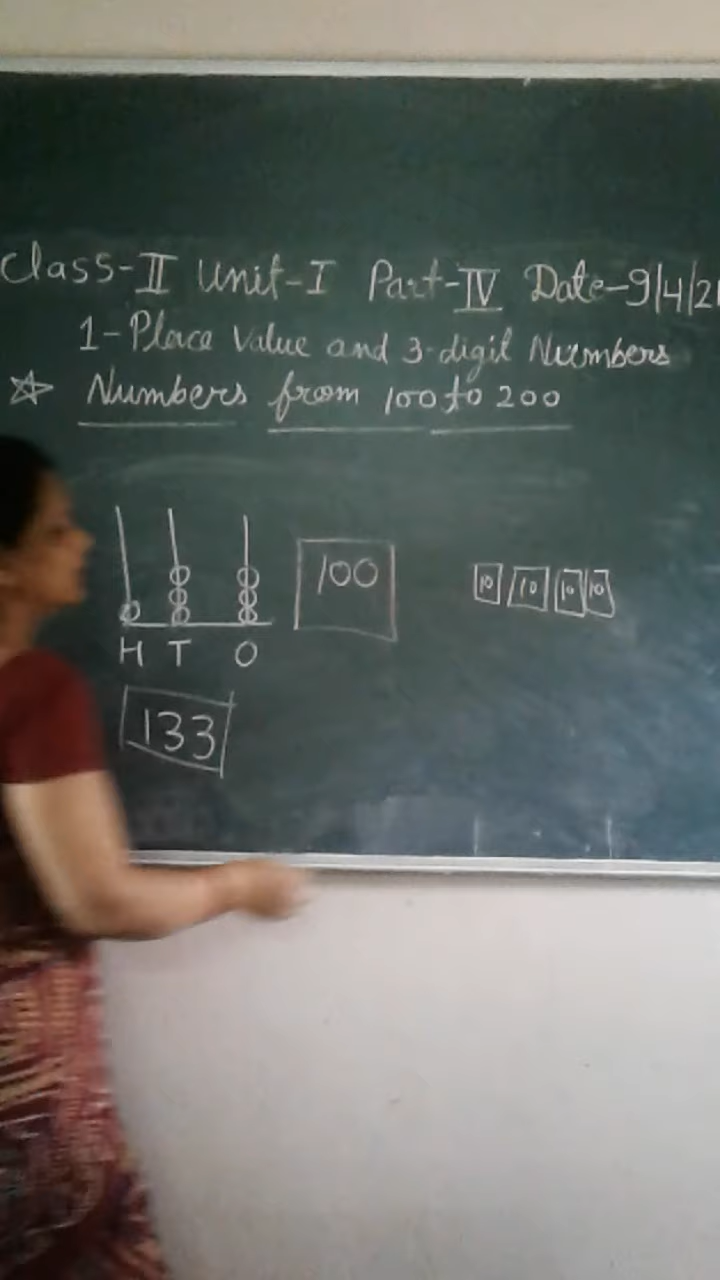 Class-II Unit-I Part-IV Date-9/4/21
1-Place Value and 3-digit Numbers
☆ Numbers from 100 to 200
100 10 10 10 10
H T O
133